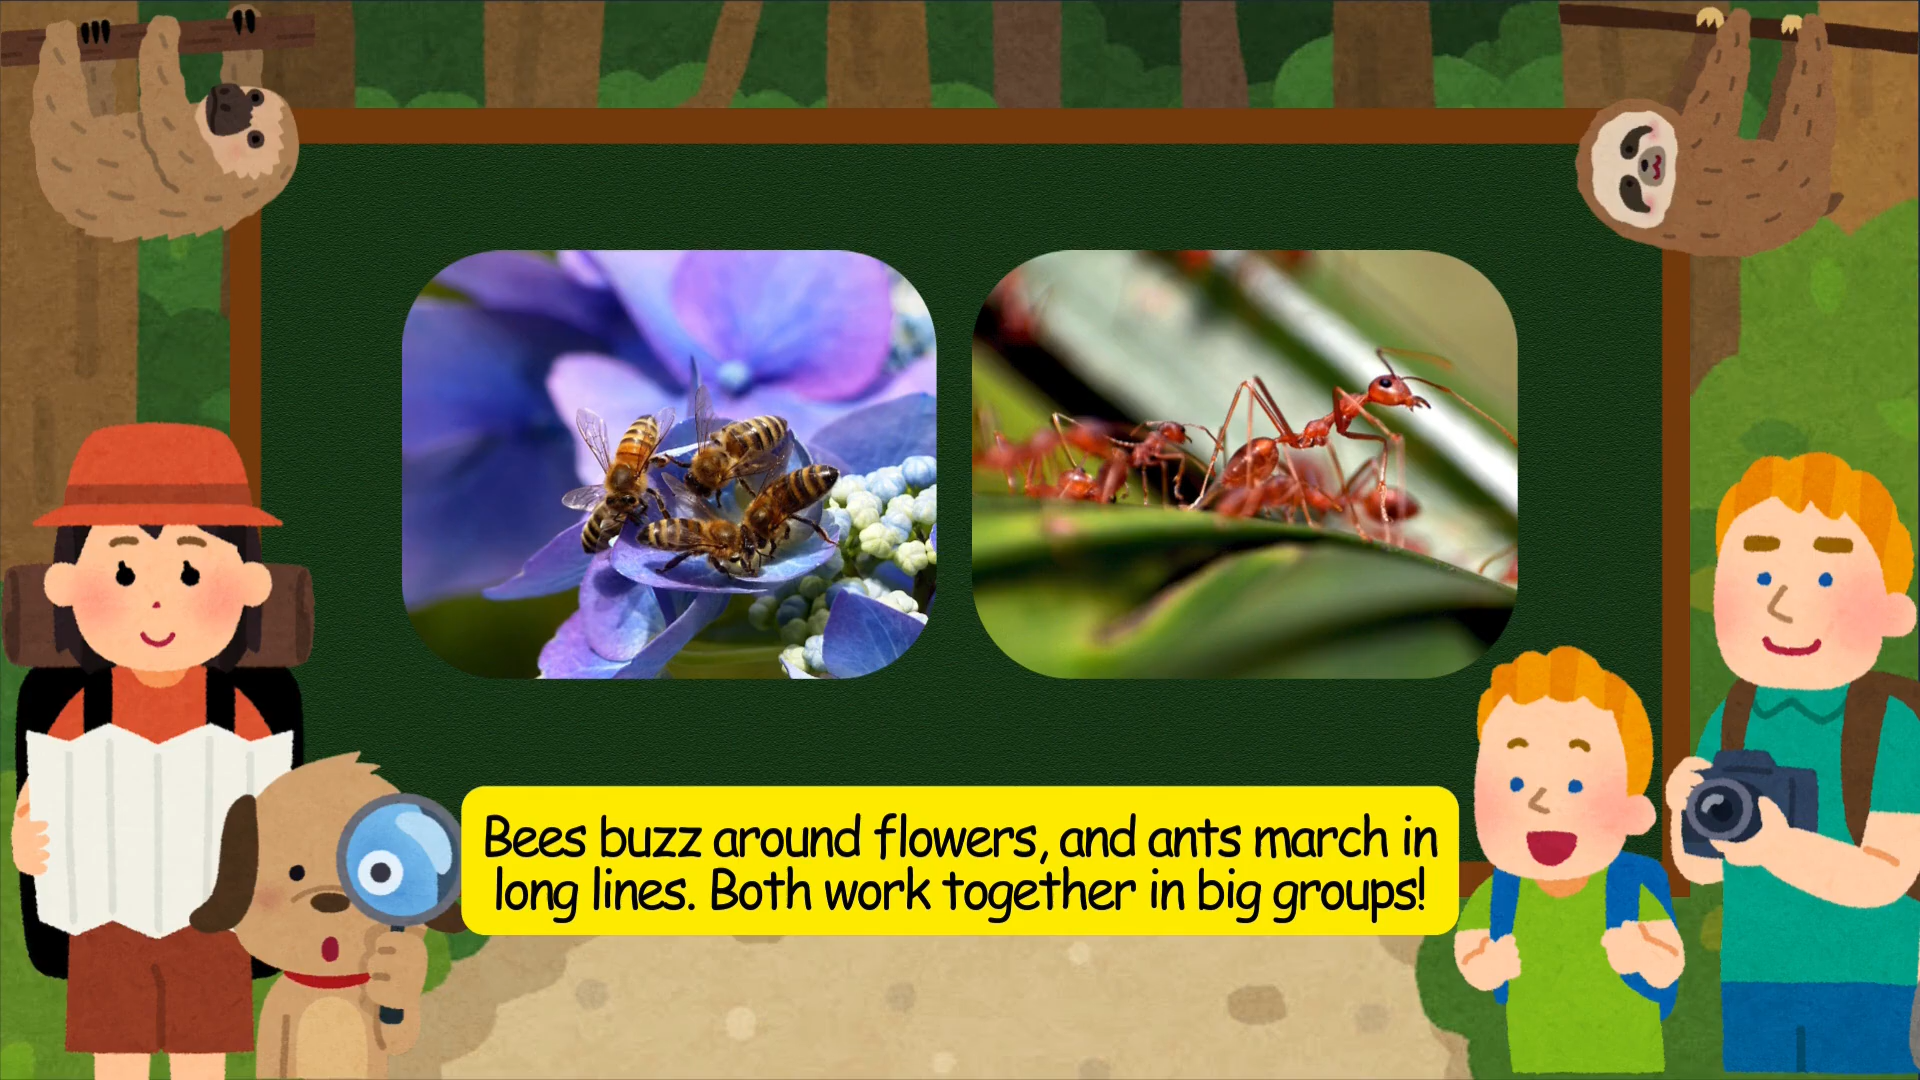 Bees buzz around flowers, and ants march in
long lines. Both work together in big groups!